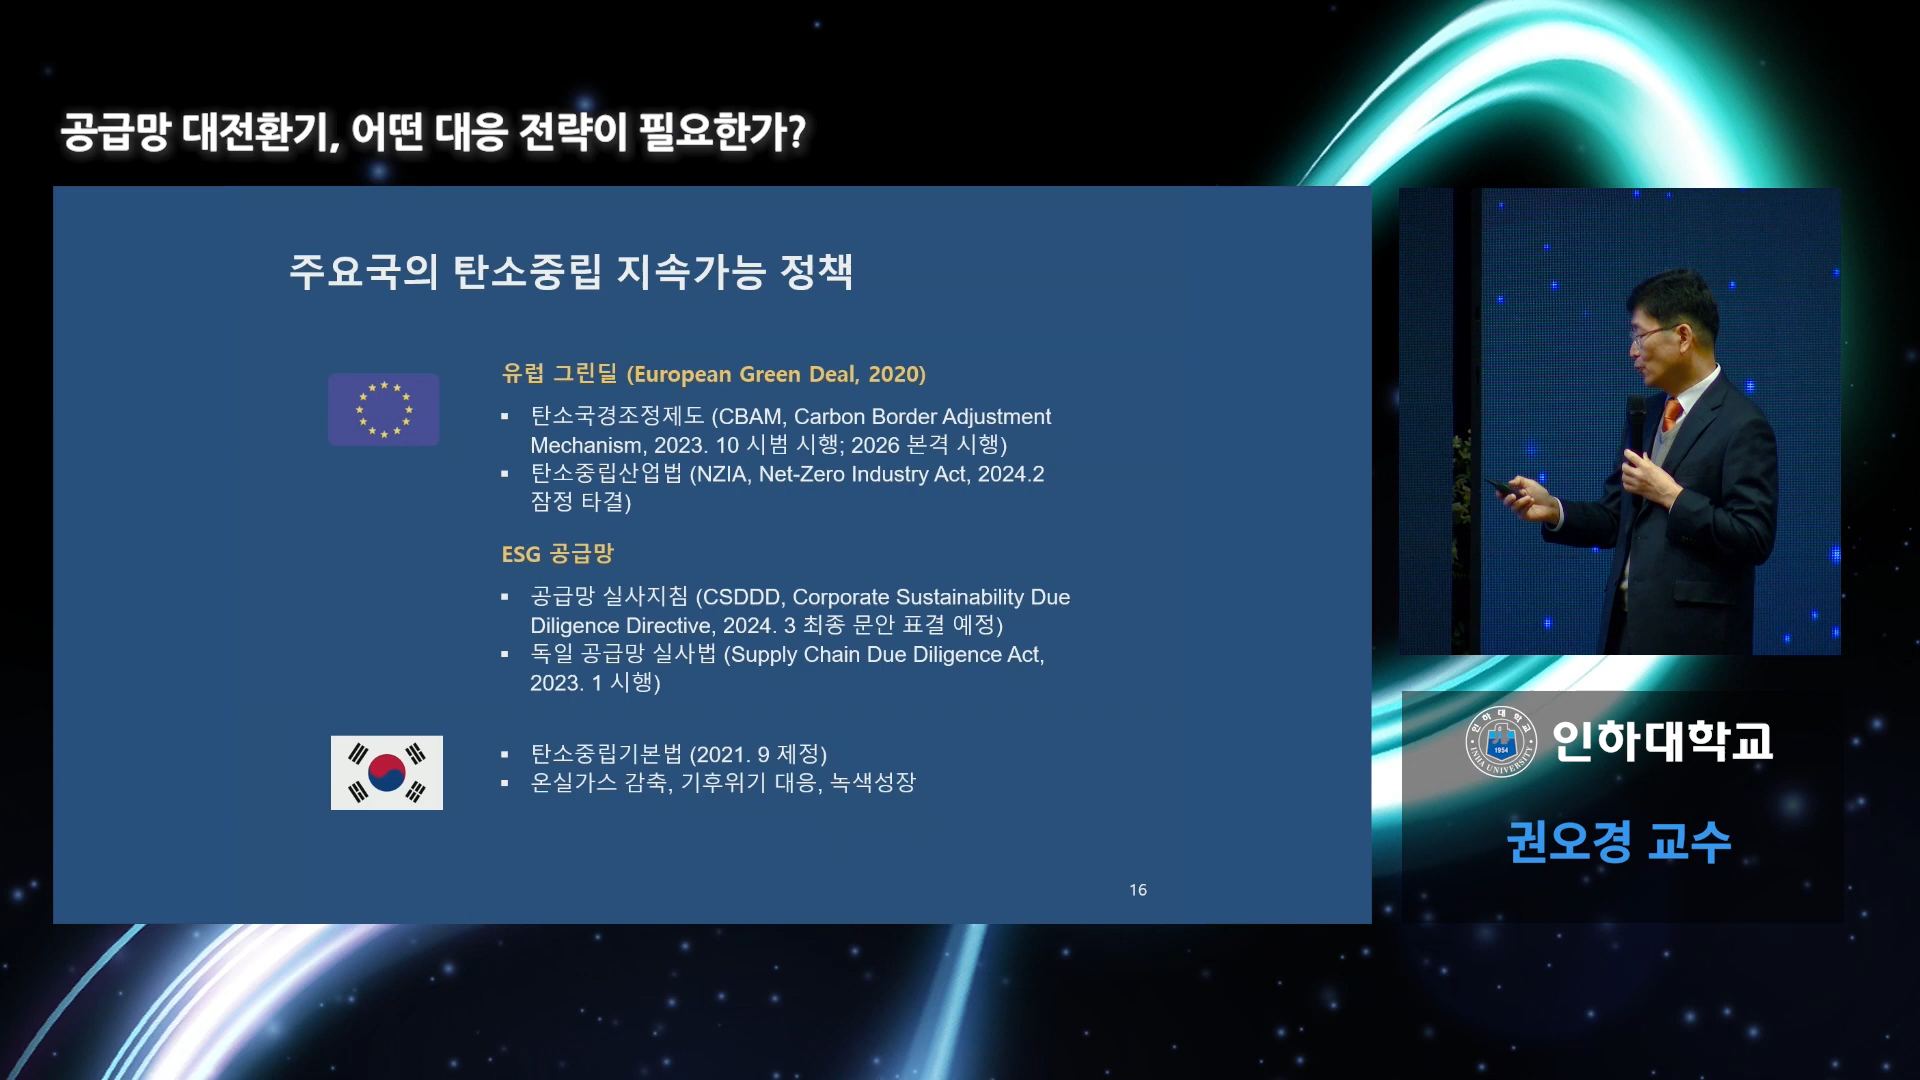 공급망 대전환기, 어떤 대응 전략이 필요한가?
주요국의 탄소중립 지속가능 정책
유럽 그린딜 (European Green Deal, 2020)
▪ 탄소국경조정제도 (CBAM, Carbon Border Adjustment
Mechanism, 2023. 10 시범 시행; 2026 본격 시행)
▪ 탄소중립산업법 (NZIA, Net-Zero Industry Act, 2024.2
잠정 타결)
ESG 공급망
▪ 공급망 실사지침 (CSDDD, Corporate Sustainability Due
Diligence Directive, 2024. 3 최종 문안 표결 예정)
▪ 독일 공급망 실사법 (Supply Chain Due Diligence Act,
2023. 1 시행)
▪ 탄소중립기본법 (2021. 9 제정)
▪ 온실가스 감축, 기후위기 대응, 녹색성장
16
인하대학교
INHA UNIVERSITY
1954
인하대학교
권오경 교수